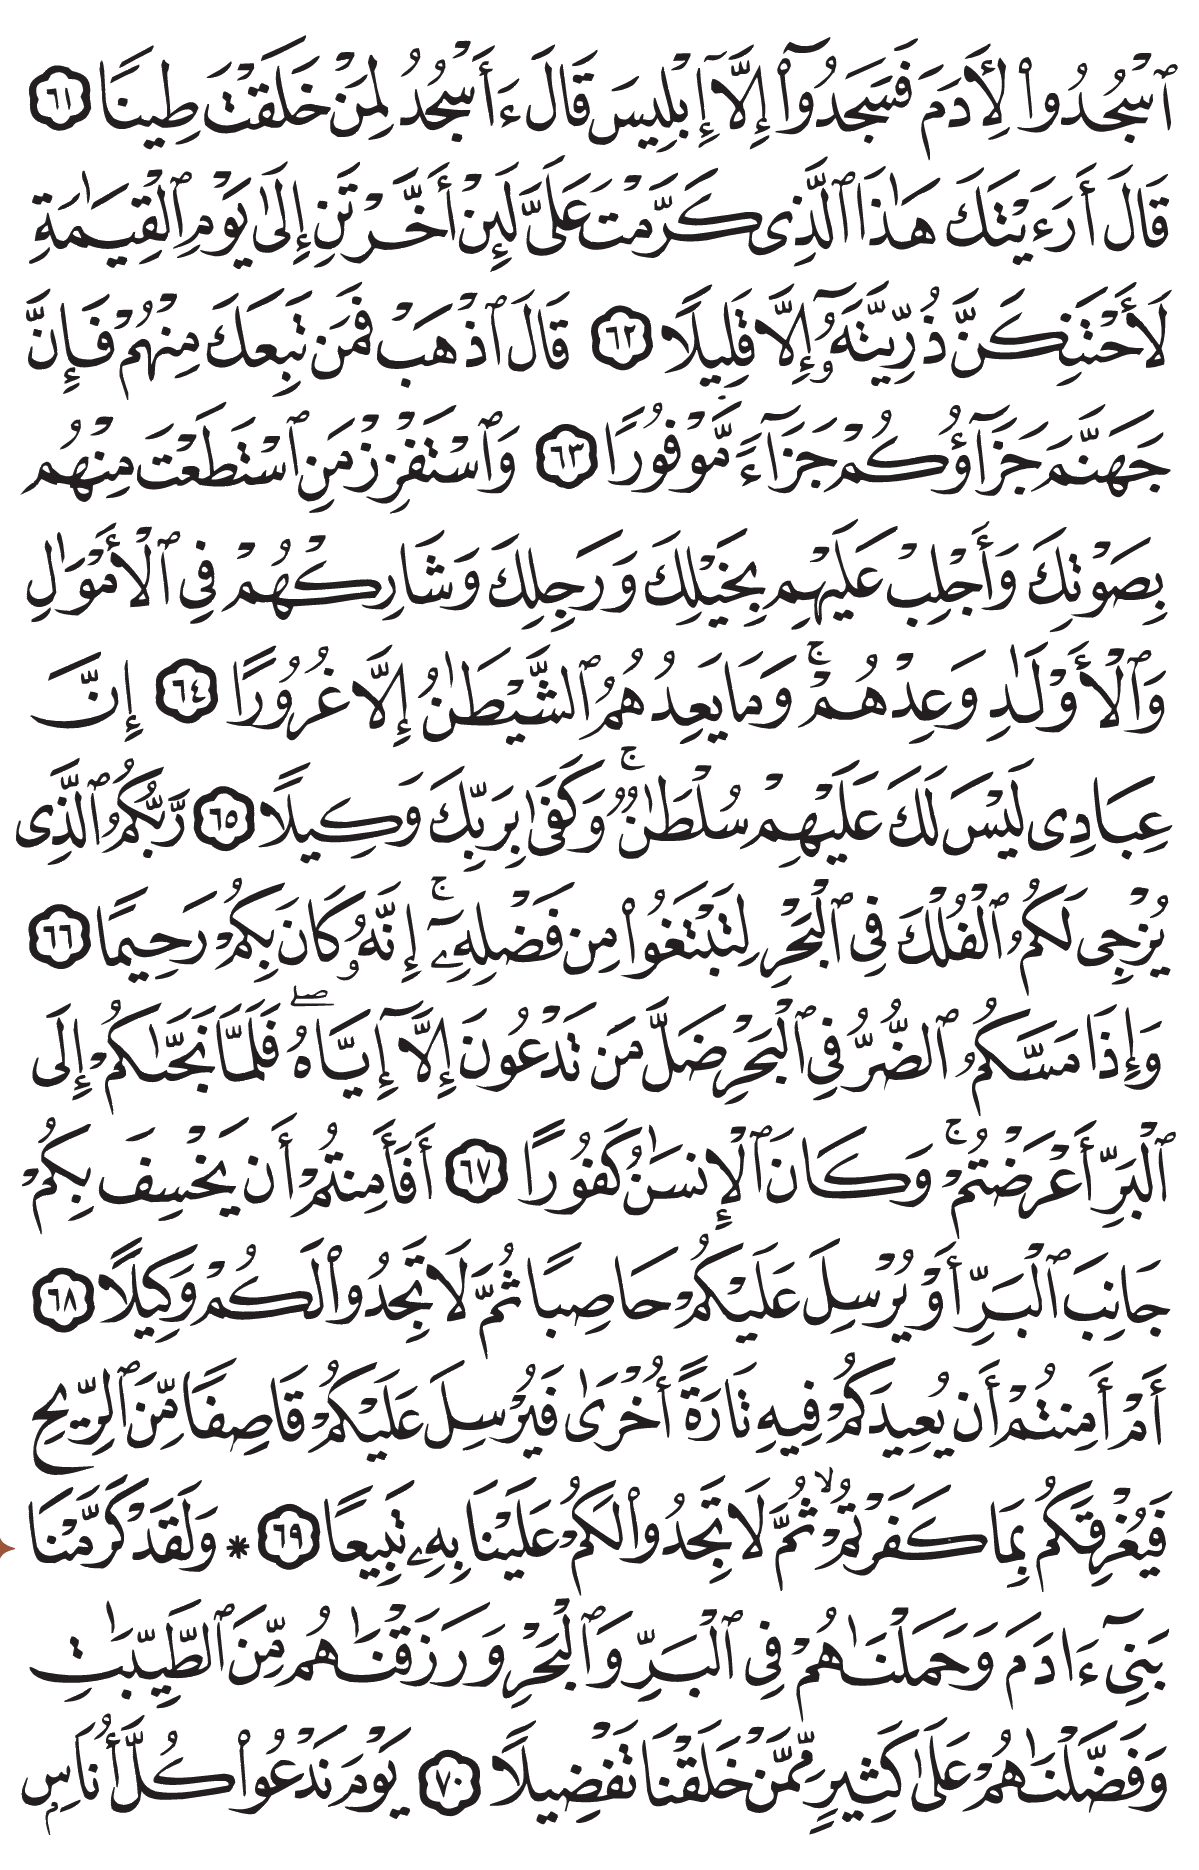 ٱسْجُدُوا۟ لِأَدَمَ فَسَجَدُوٓا۟ إِلَّآ إِبْلِيسَ قَالَ ءَأَسْجُدُ لِمَنْ خَلَقْتَ طِينًا ٦١
قَالَ أَرَءَيْتَكَ هَٰذَا ٱلَّذِى كَرَّمْتَ عَلَىَّ لَئِنْ أَخَّرْتَنِ إِلَىٰ يَوْمِ ٱلْقِيَٰمَةِ
لَأَحْتَنِكَنَّ ذُرِّيَّتَهُۥٓ إِلَّا قَلِيلًا ٦٢ قَالَ ٱذْهَبْ فَمَن تَبِعَكَ مِنْهُمْ فَإِنَّ
جَهَنَّمَ جَزَآؤُكُمْ جَزَآءً مَّوْفُورًا ٦٣ وَٱسْتَفْزِزْ مَنِ ٱسْتَطَعْتَ مِنْهُم
بِصَوْتِكَ وَأَجْلِبْ عَلَيْهِم بِخَيْلِكَ وَرَجِلِكَ وَشَارِكْهُمْ فِى ٱلْأَمْوَٰلِ
وَٱلْأَوْلَٰدِ وَعِدْهُمْ ۚ وَمَا يَعِدُهُمُ ٱلشَّيْطَٰنُ إِلَّا غُرُورًا ٦٤ إِنَّ
عِبَادِى لَيْسَ لَكَ عَلَيْهِمْ سُلْطَٰنٌ ۚ وَكَفَىٰ بِرَبِّكَ وَكِيلًا ٦٥ رَّبُّكُمُ ٱلَّذِى
يُزْجِى لَكُمُ ٱلْفُلْكَ فِى ٱلْبَحْرِ لِتَبْتَغُوا۟ مِن فَضْلِهِۦٓ ۚ إِنَّهُۥ كَانَ بِكُمْ رَحِيمًا ٦٦
وَإِذَا مَسَّكُمُ ٱلضُّرُّ فِى ٱلْبَحْرِ ضَلَّ مَن تَدْعُونَ إِلَّآ إِيَّاهُ ۖ فَلَمَّا نَجَّىٰكُمْ إِلَى
ٱلْبَرِّ أَعْرَضْتُمْ ۚ وَكَانَ ٱلْإِنسَٰنُ كَفُورًا ٦٧ أَفَأَمِنتُمْ أَن يَخْسِفَ بِكُمْ
جَانِبَ ٱلْبَرِّ أَوْ يُرْسِلَ عَلَيْكُمْ حَاصِبًا ثُمَّ لَا تَجِدُوا۟ لَكُمْ وَكِيلًا ٦٨
أَمْ أَمِنتُمْ أَن يُعِيدَكُمْ فِيهِ تَارَةً أُخْرَىٰ فَيُرْسِلَ عَلَيْكُمْ قَاصِفًا مِّنَ ٱلرِّيحِ
فَيُغْرِقَكُم بِمَا كَفَرْتُمْ ۙ ثُمَّ لَا تَجِدُوا۟ لَكُمْ عَلَيْنَا بِهِۦ تَبِيعًا ٦٩ * وَلَقَدْ كَرَّمْنَا
بَنِىٓ ءَادَمَ وَحَمَلْنَٰهُمْ فِى ٱلْبَرِّ وَٱلْبَحْرِ وَرَزَقْنَٰهُم مِّنَ ٱلطَّيِّبَٰتِ
وَفَضَّلْنَٰهُمْ عَلَىٰ كَثِيرٍ مِّمَّنْ خَلَقْنَا تَفْضِيلًا ٧٠ يَوْمَ نَدْعُوا۟ كُلَّ أُنَاسٍ